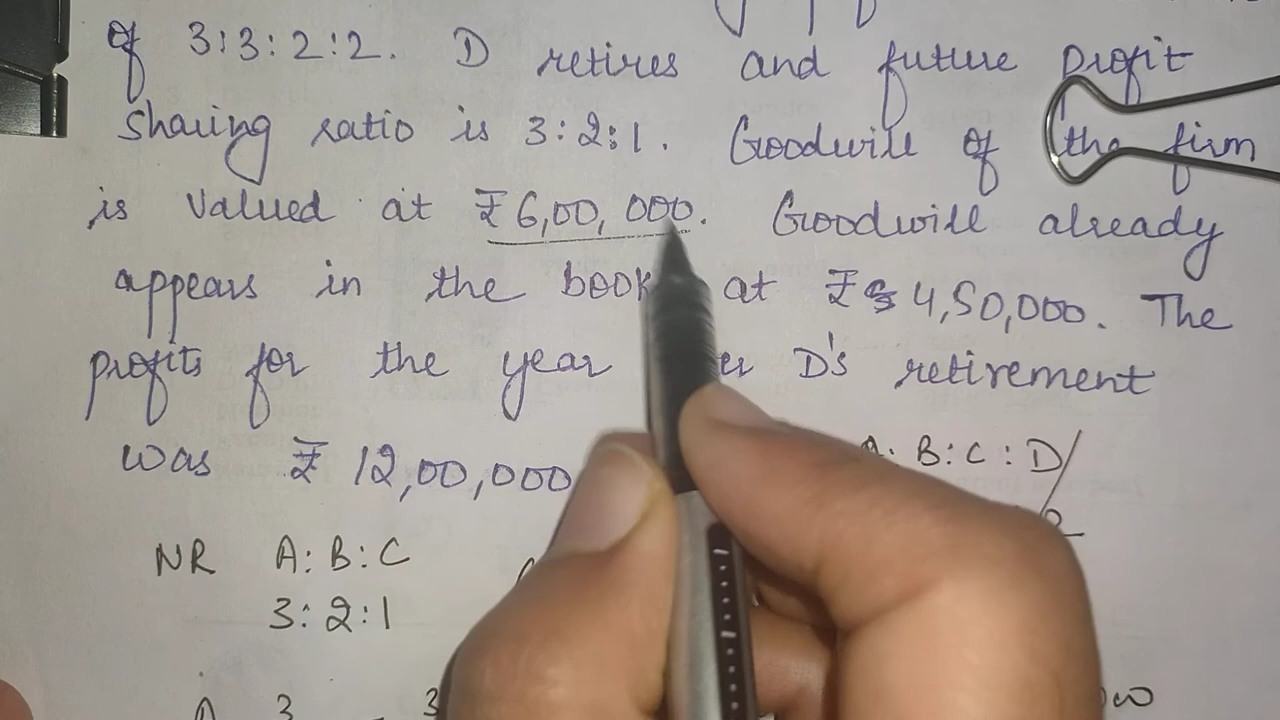 of 3:3:2:2. D retires and future profit
sharing ratio is 3:2:1. Goodwill of the firm
is valued at ₹6,00,000. Goodwill already
appears in the book at ₹ 4,50,000. The
profits for the year D's retirement
was ₹ 12,00,000
A: B:C:D
NR A:B:C
3:2:1
A 3 - 3